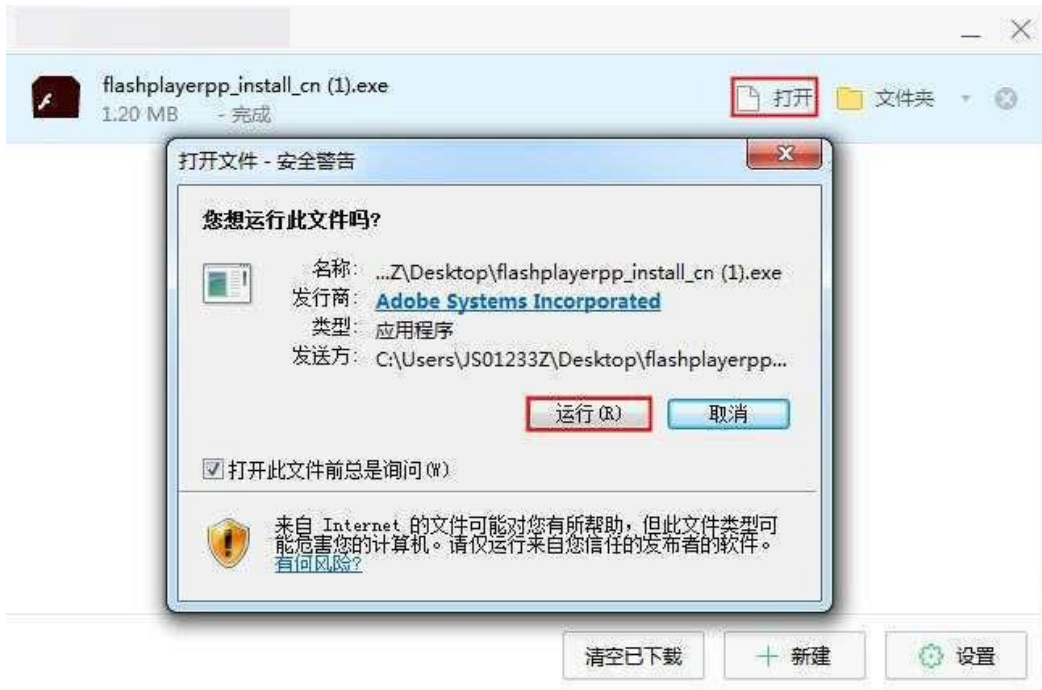 flashplayerpp_install_cn (1).exe
1.20 MB - 完成
打开 文件夹
打开文件 - 安全警告
您想运行此文件吗?
名称: ...Z\Desktop\flashplayerpp_install_cn (1).exe
发行商: Adobe Systems Incorporated
类型: 应用程序
发送方: C:\Users\JS01233Z\Desktop\flashplayerpp...
运行(R) 取消
打开此文件前总是询问(W)
来自 Internet 的文件可能对您有所帮助，但此文件类型可
能危害您的计算机。请仅运行来自您信任的发布者的软件。
有何风险?
清空已下载 新建 设置